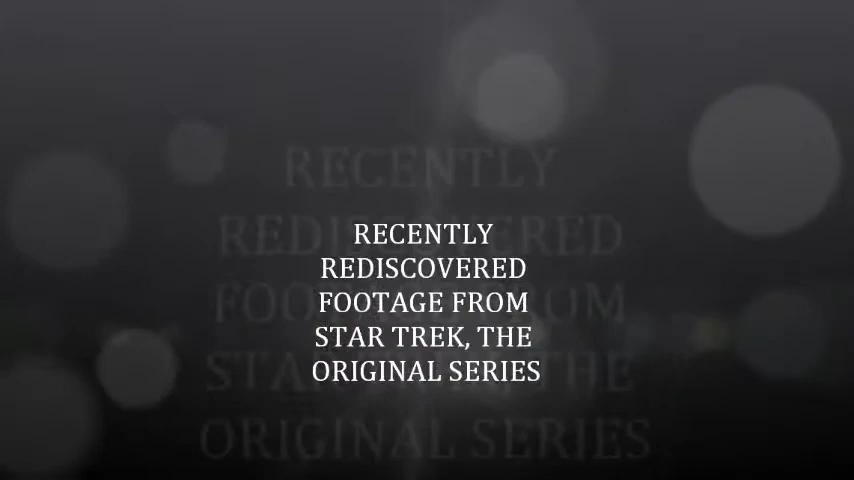 RECENTLY
REDISCOVERED
FOOTAGE FROM
STAR TREK, THE
ORIGINAL SERIES